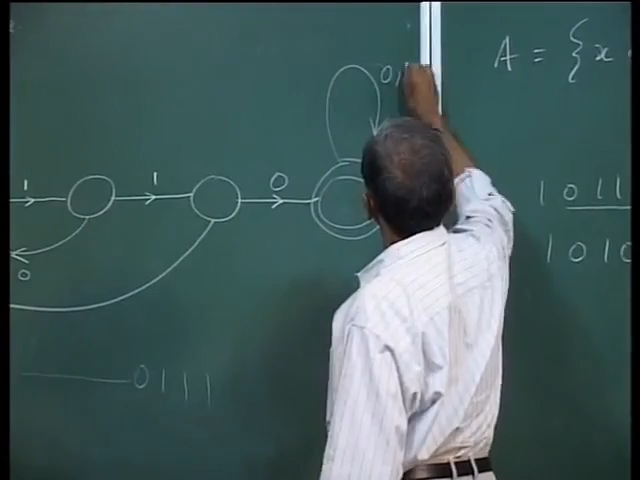 0,
A = { x
1 1 0
1 0 1 1
0
1 0 1 0
0 1 1 1